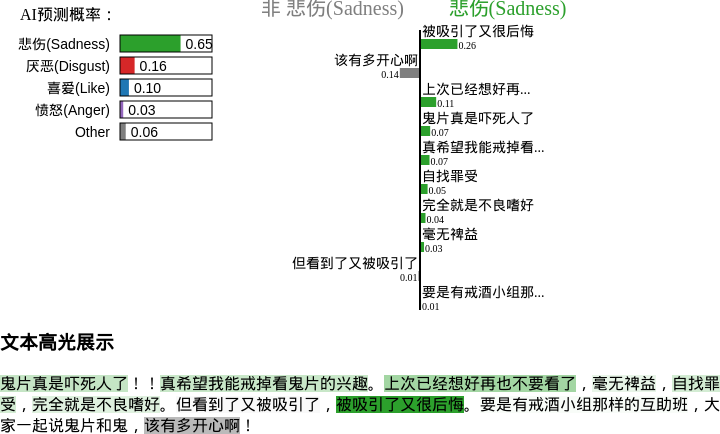 AI预测概率：
悲伤(Sadness) 0.65
厌恶(Disgust) 0.16
喜爱(Like) 0.10
愤怒(Anger) 0.03
Other 0.06
非 悲伤(Sadness) 悲伤(Sadness)
被吸引了又很后悔
0.26
该有多开心啊
0.14
上次已经想好再...
0.11
鬼片真是吓死人了
0.07
真希望我能戒掉看...
0.07
自找罪受
0.05
完全就是不良嗜好
0.04
毫无裨益
0.03
但看到了又被吸引了
0.01
要是有戒酒小组那...
0.01
文本高光展示
鬼片真是吓死人了！！真希望我能戒掉看鬼片的兴趣。上次已经想好再也不要看了，毫无裨益，自找罪
受，完全就是不良嗜好。但看到了又被吸引了，被吸引了又很后悔。要是有戒酒小组那样的互助班，大
家一起说鬼片和鬼，该有多开心啊！